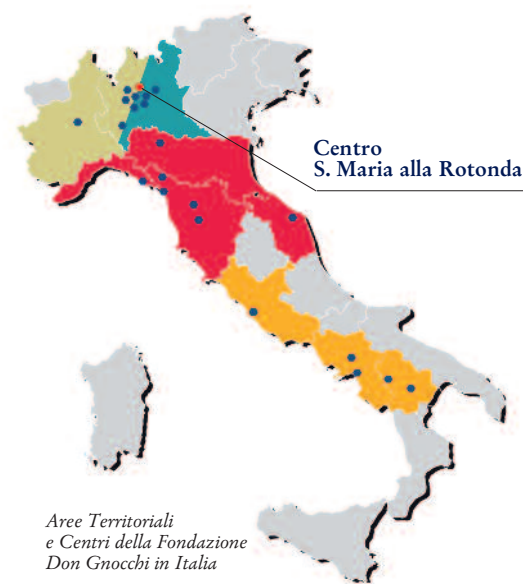 Centro
S. Maria alla Rotonda
Aree Territoriali
e Centri della Fondazione
Don Gnocchi in Italia